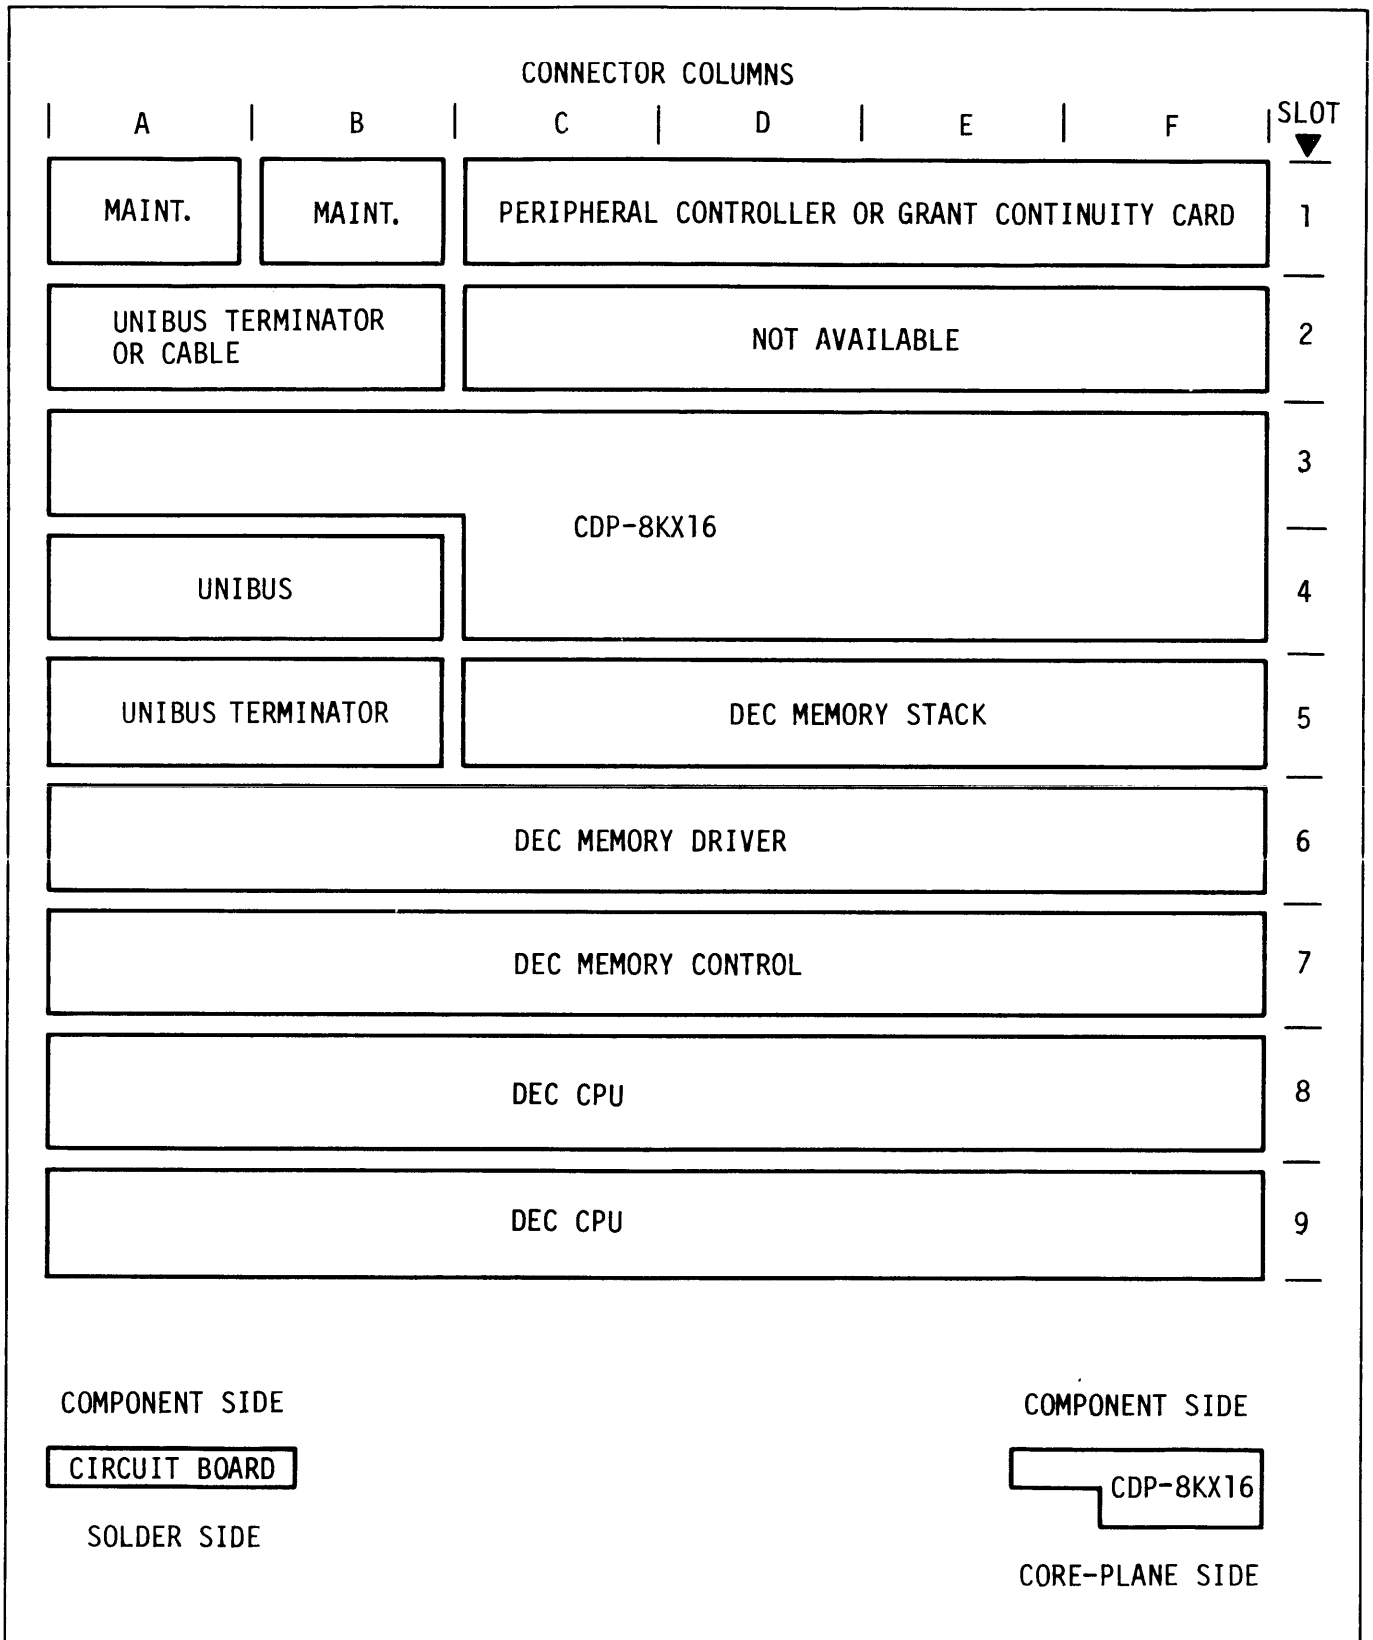 CONNECTOR COLUMNS
A B C D E F SLOT
MAINT. MAINT. PERIPHERAL CONTROLLER OR GRANT CONTINUITY CARD 1
UNIBUS TERMINATOR
OR CABLE
NOT AVAILABLE 2
3
CDP-8KX16
UNIBUS 4
UNIBUS TERMINATOR DEC MEMORY STACK 5
DEC MEMORY DRIVER 6
DEC MEMORY CONTROL 7
DEC CPU 8
DEC CPU 9
COMPONENT SIDE
CIRCUIT BOARD
SOLDER SIDE
COMPONENT SIDE
CDP-8KX16
CORE-PLANE SIDE